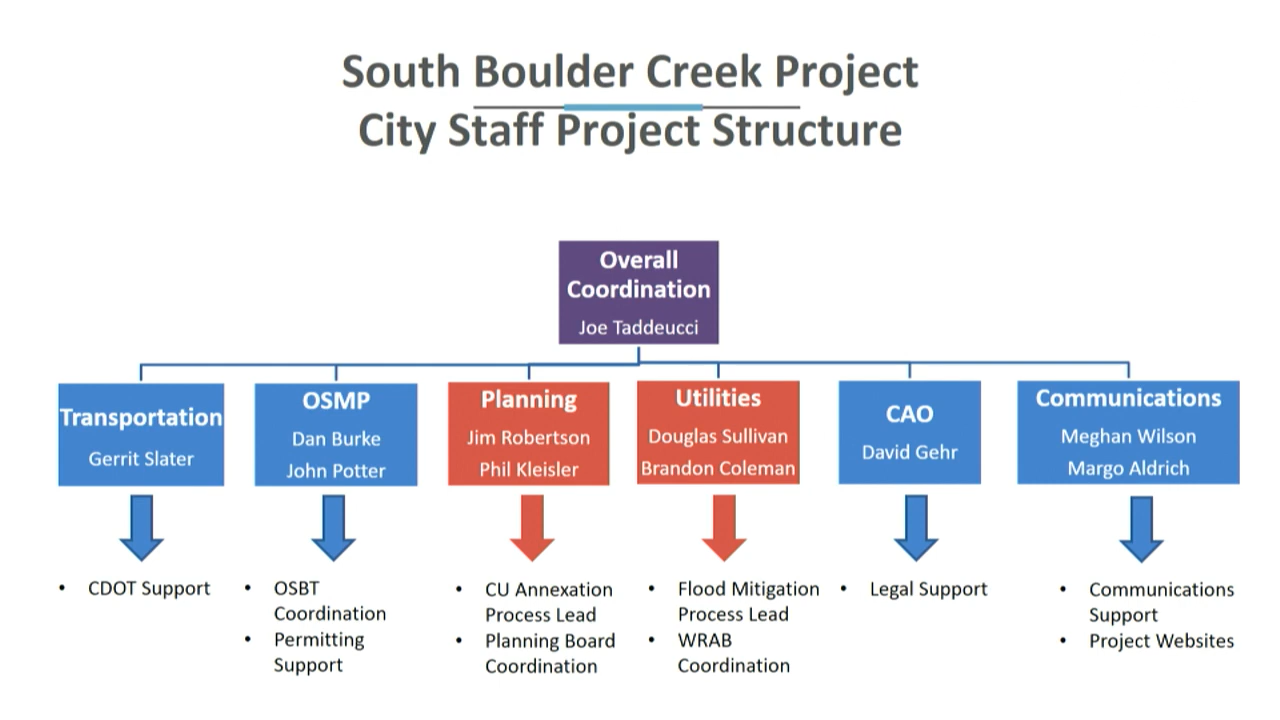 South Boulder Creek Project
City Staff Project Structure
Overall
Coordination
Joe Taddeucci
Transportation
Gerrit Slater
OSMP
Dan Burke
John Potter
Planning
Jim Robertson
Phil Kleisler
Utilities
Douglas Sullivan
Brandon Coleman
CAO
David Gehr
Communications
Meghan Wilson
Margo Aldrich
• CDOT Support
• OSBT
Coordination
• Permitting
Support
• CU Annexation
Process Lead
• Planning Board
Coordination
• Flood Mitigation
Process Lead
• WRAB
Coordination
• Legal Support
• Communications
Support
• Project Websites